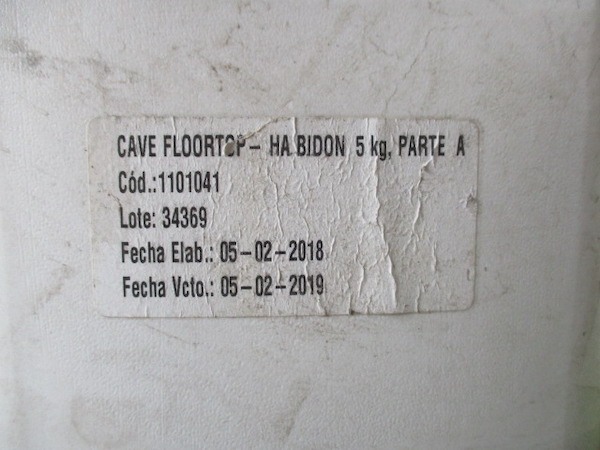 CAVE FLOORTOP - HA BIDON 5 kg, PARTE A
Cód.:1101041
Lote: 34369
Fecha Elab.: 05-02-2018
Fecha Vcto.: 05-02-2019